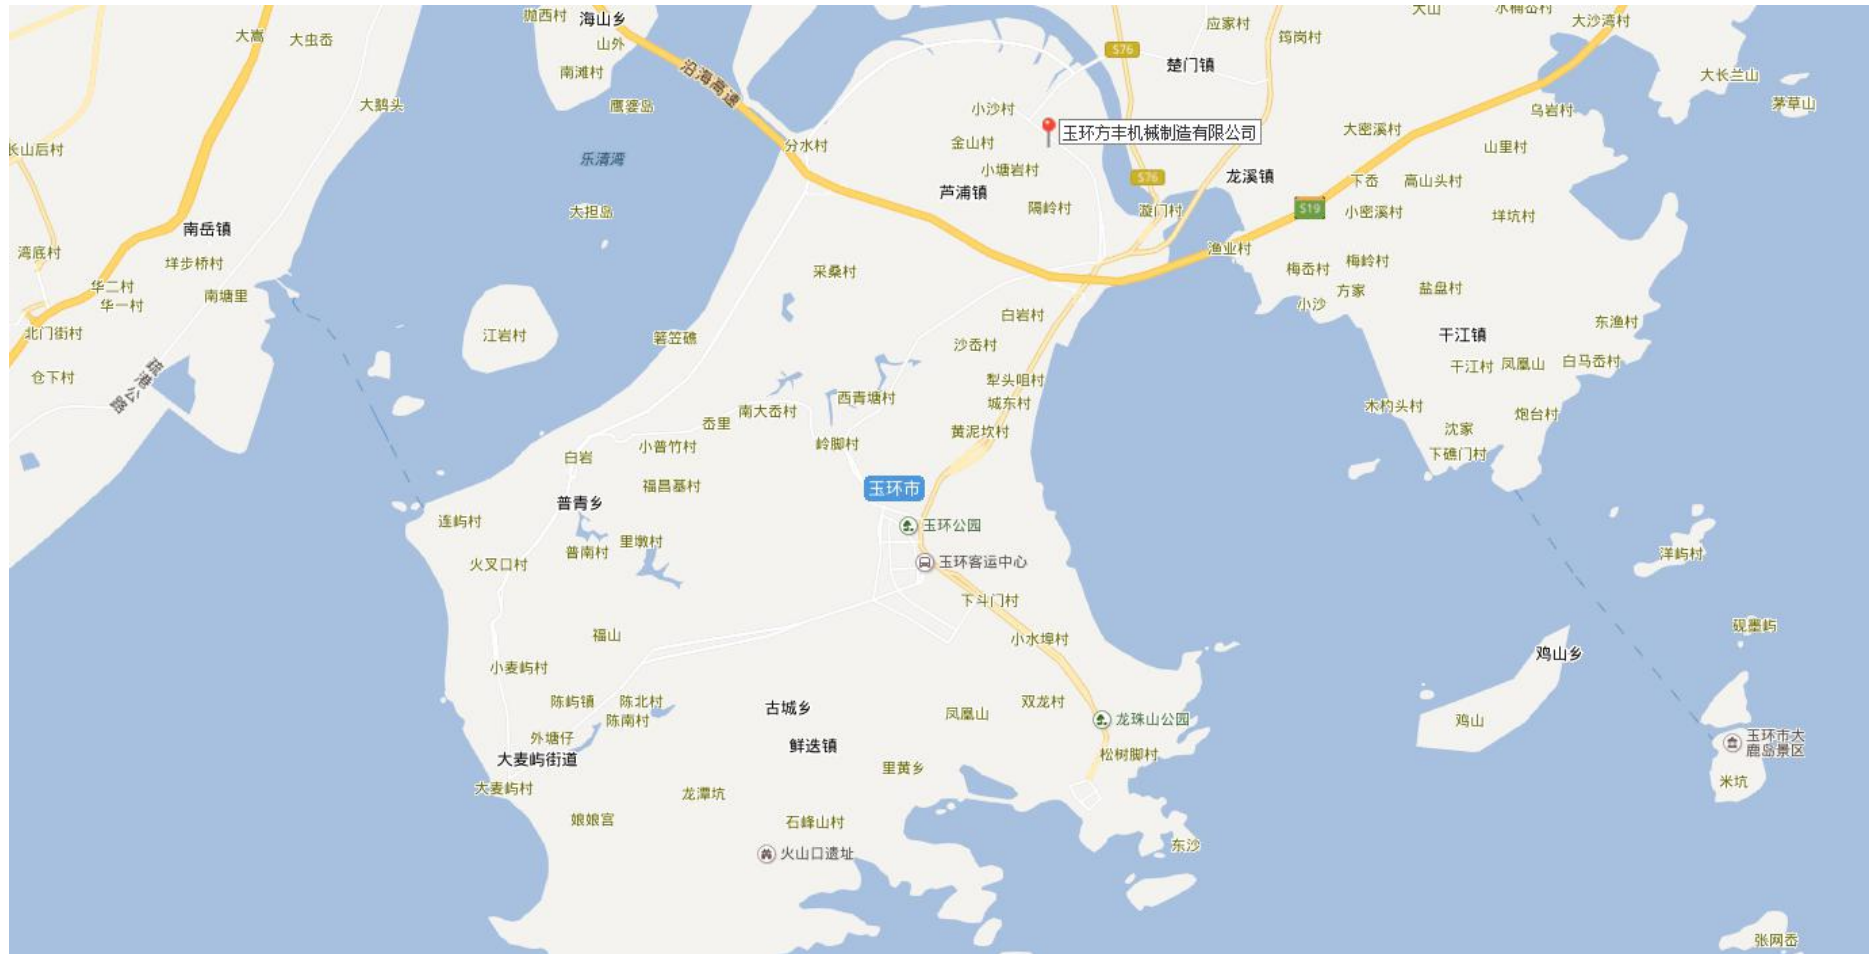 抛西村
海山乡
大山
水桶岙村
大沙湾村
大嵩
大虫岙
山外
应家村
筠岗村
S76
南滩村
沿海高速
楚门镇
大长兰山
大鹅头
鹰婆岛
小沙村
乌岩村
茅草山
玉环方丰机械制造有限公司
大密溪村
长山后村
乐清湾
分水村
金山村
山里村
小塘岩村
S76
龙溪镇
下岙
高山头村
芦浦镇
大担岛
隔岭村
漩门村
S19
小密溪村
垟坑村
南岳镇
湾底村
垟步桥村
渔业村
采桑村
梅岙村
梅岭村
华二村
华一村
南塘里
方家
盐盘村
小沙
北门街村
江岩村
箬笠礁
白岩村
东渔村
沙岙村
干江镇
仓下村
疏港公路
干江村
凤凰山
白马岙村
犁头咀村
西青塘村
城东村
南大岙村
木杓头村
炮台村
岙里
黄泥坎村
沈家
小普竹村
岭脚村
下礁门村
白岩
福昌基村
玉环市
普青乡
连屿村
玉环公园
里墩村
普南村
洋屿村
火叉口村
玉环客运中心
下斗门村
福山
小水埠村
砚墨屿
鸡山乡
小麦屿村
陈屿镇
陈北村
古城乡
双龙村
凤凰山
陈南村
龙珠山公园
鸡山
外塘仔
鲜迭镇
玉环市大
鹿岛景区
大麦屿街道
松树脚村
里黄乡
米坑
大麦屿村
龙潭坑
娘娘宫
石峰山村
东沙
火山口遗址
张网岙